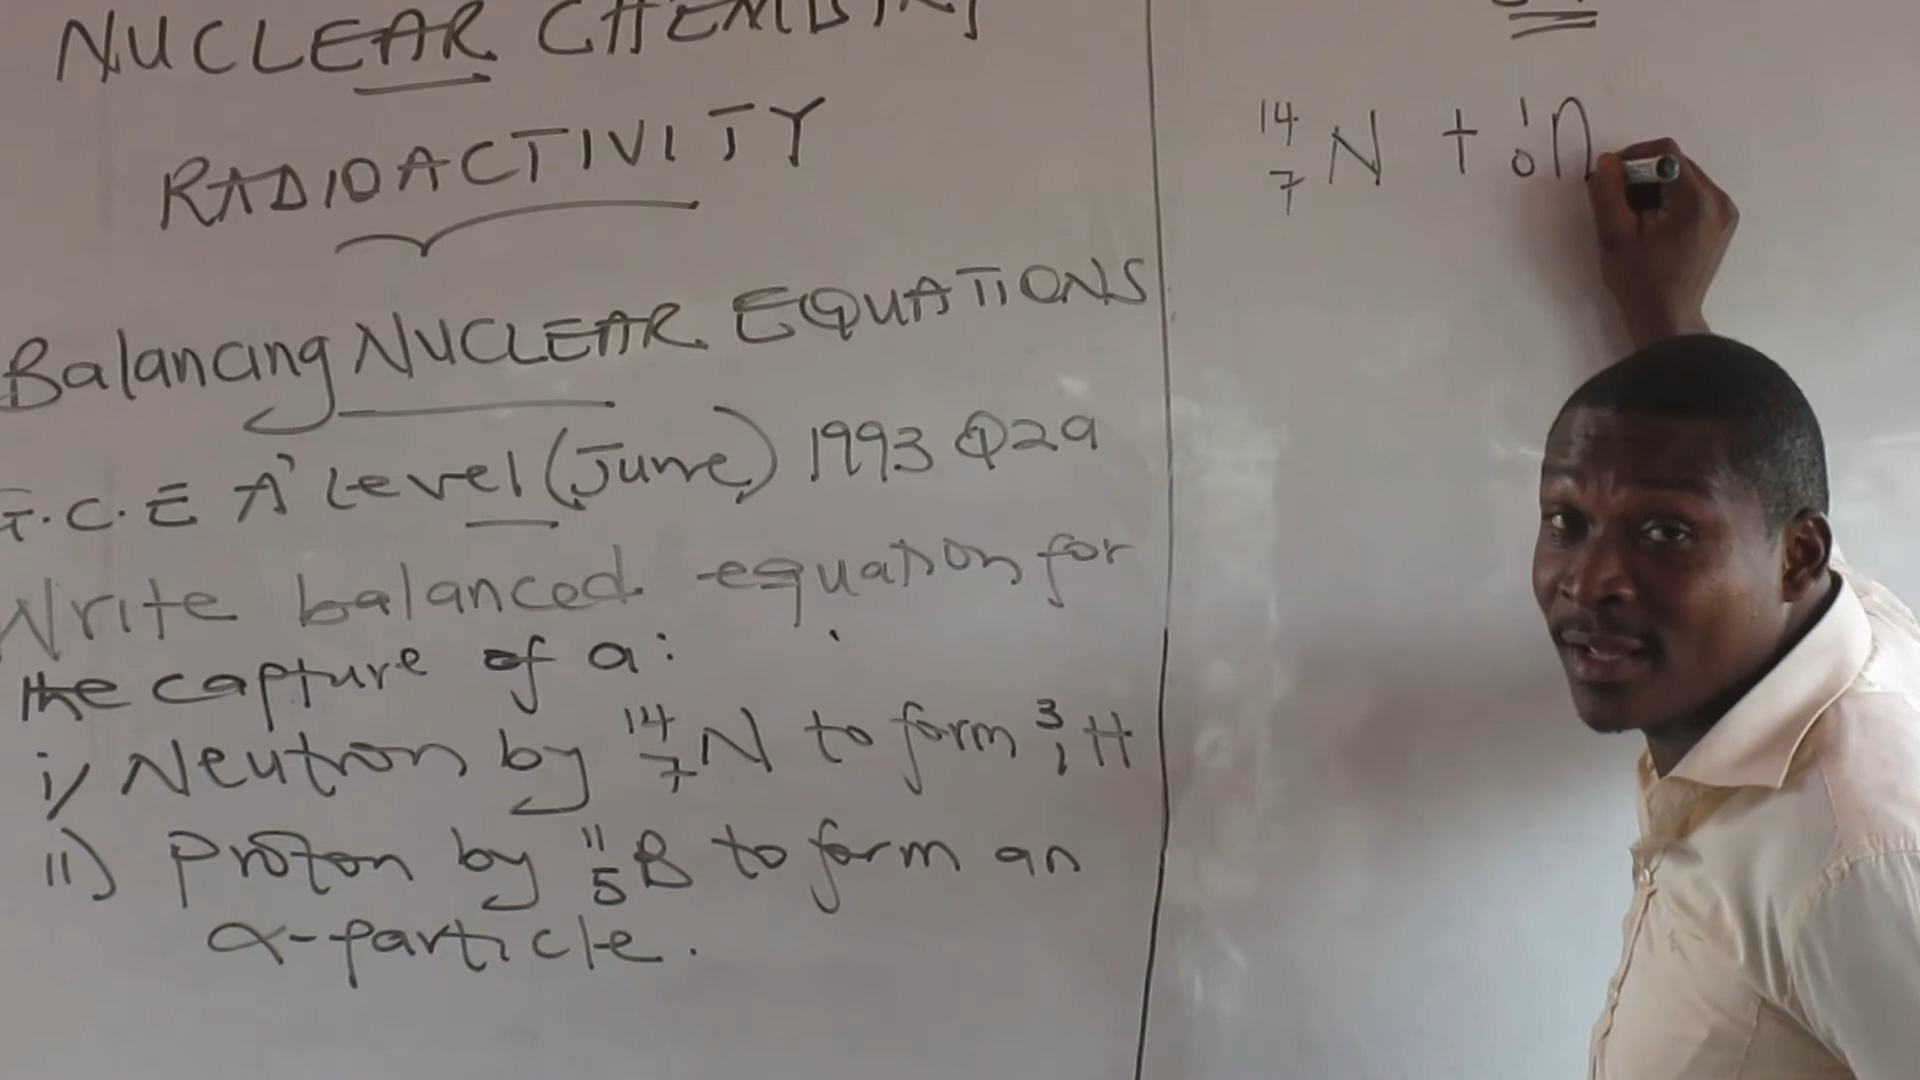 NUCLEAR CHEMISTRY
RADIOACTIVITY
Balancing NUCLEAR EQUATIONS
G.C.E A' Level (June) 1993 Q29
Write balanced equation for
the capture of a:
i/ Neutron by ¹⁴₇N to form ³₁H
ii) Proton by ¹¹₅B to form an
α-particle.
¹⁴₇N + ¹₀n